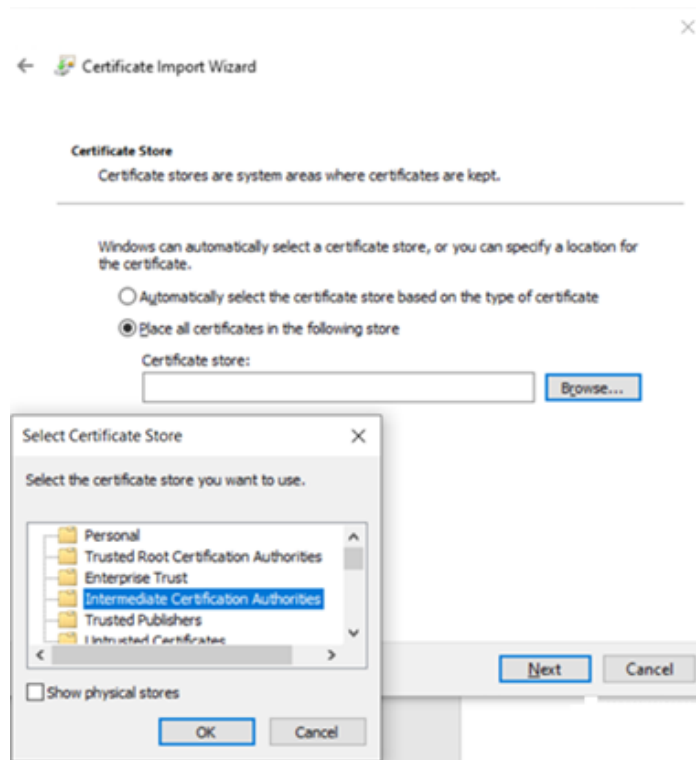 Certificate Import Wizard
Certificate Store
Certificate stores are system areas where certificates are kept.
Windows can automatically select a certificate store, or you can specify a location for
the certificate.
Automatically select the certificate store based on the type of certificate
Place all certificates in the following store
Certificate store:
Browse...
Select Certificate Store
Select the certificate store you want to use.
Personal
Trusted Root Certification Authorities
Enterprise Trust
Intermediate Certification Authorities
Trusted Publishers
Untrusted Certificates
Show physical stores
OK Cancel
Next Cancel